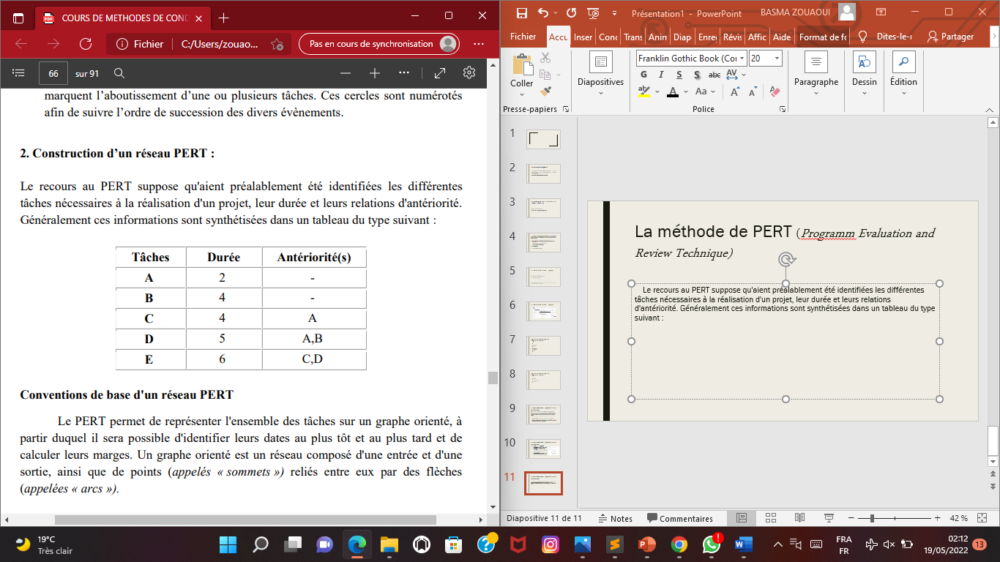 COURS DE METHODES DE COND
Fichier
C:/Users/zouao...
Pas en cours de synchronisation
66
sur 91
marquent l’aboutissement d’une ou plusieurs tâches. Ces cercles sont numérotés
afin de suivre l’ordre de succession des divers évènements.
2. Construction d’un réseau PERT :
Le recours au PERT suppose qu'aient préalablement été identifiées les différentes
tâches nécessaires à la réalisation d'un projet, leur durée et leurs relations d'antériorité.
Généralement ces informations sont synthétisées dans un tableau du type suivant :
Tâches Durée Antériorité(s)
A 2 -
B 4 -
C 4 A
D 5 A,B
E 6 C,D
Conventions de base d'un réseau PERT
Le PERT permet de représenter l'ensemble des tâches sur un graphe orienté, à
partir duquel il sera possible d'identifier leurs dates au plus tôt et au plus tard et de
calculer leurs marges. Un graphe orienté est un réseau composé d'une entrée et d'une
sortie, ainsi que de points (appelés « sommets ») reliés entre eux par des flèches
(appelées « arcs »).
Présentation1 - PowerPoint
BASMA ZOUAOUI
Fichier Accu Inser Conc Trans Anim Diap Enreg Révis Affic Aide Format de fo Dites-le-i Partager
Franklin Gothic Book (Coi 20
G I S S abc AV
Aa A A
Coller
Diapositives
Paragraphe
Dessin
Édition
Presse-papiers
Police
1
2
3
4
5
6
7
8
9
10
11
La méthode de PERT (Programm Evaluation and
Review Technique)
Le recours au PERT suppose qu'aient préalablement été identifiées les différentes
tâches nécessaires à la réalisation d'un projet, leur durée et leurs relations
d'antériorité. Généralement ces informations sont synthétisées dans un tableau du type
suivant :
Diapositive 11 de 11
Notes
Commentaires
42 %
19°C
Très clair
FRA
FR
02:12
19/05/2022
13